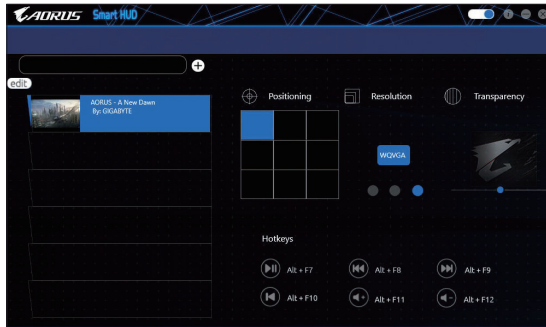 AORUS Smart HUD
edit
AORUS - A New Dawn
By: GIGABYTE
Positioning Resolution Transparency
WQVGA
Hotkeys
Alt + F7 Alt + F8 Alt + F9
Alt + F10 Alt + F11 Alt + F12